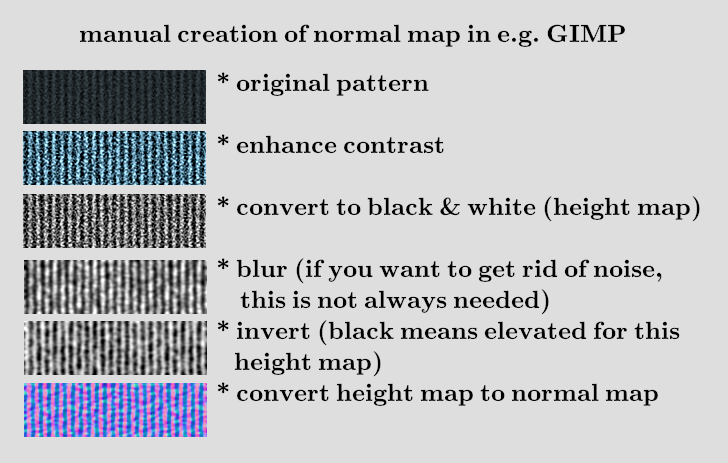 manual creation of normal map in e.g. GIMP
* original pattern
* enhance contrast
* convert to black & white (height map)
* blur (if you want to get rid of noise,
this is not always needed)
* invert (black means elevated for this
height map)
* convert height map to normal map